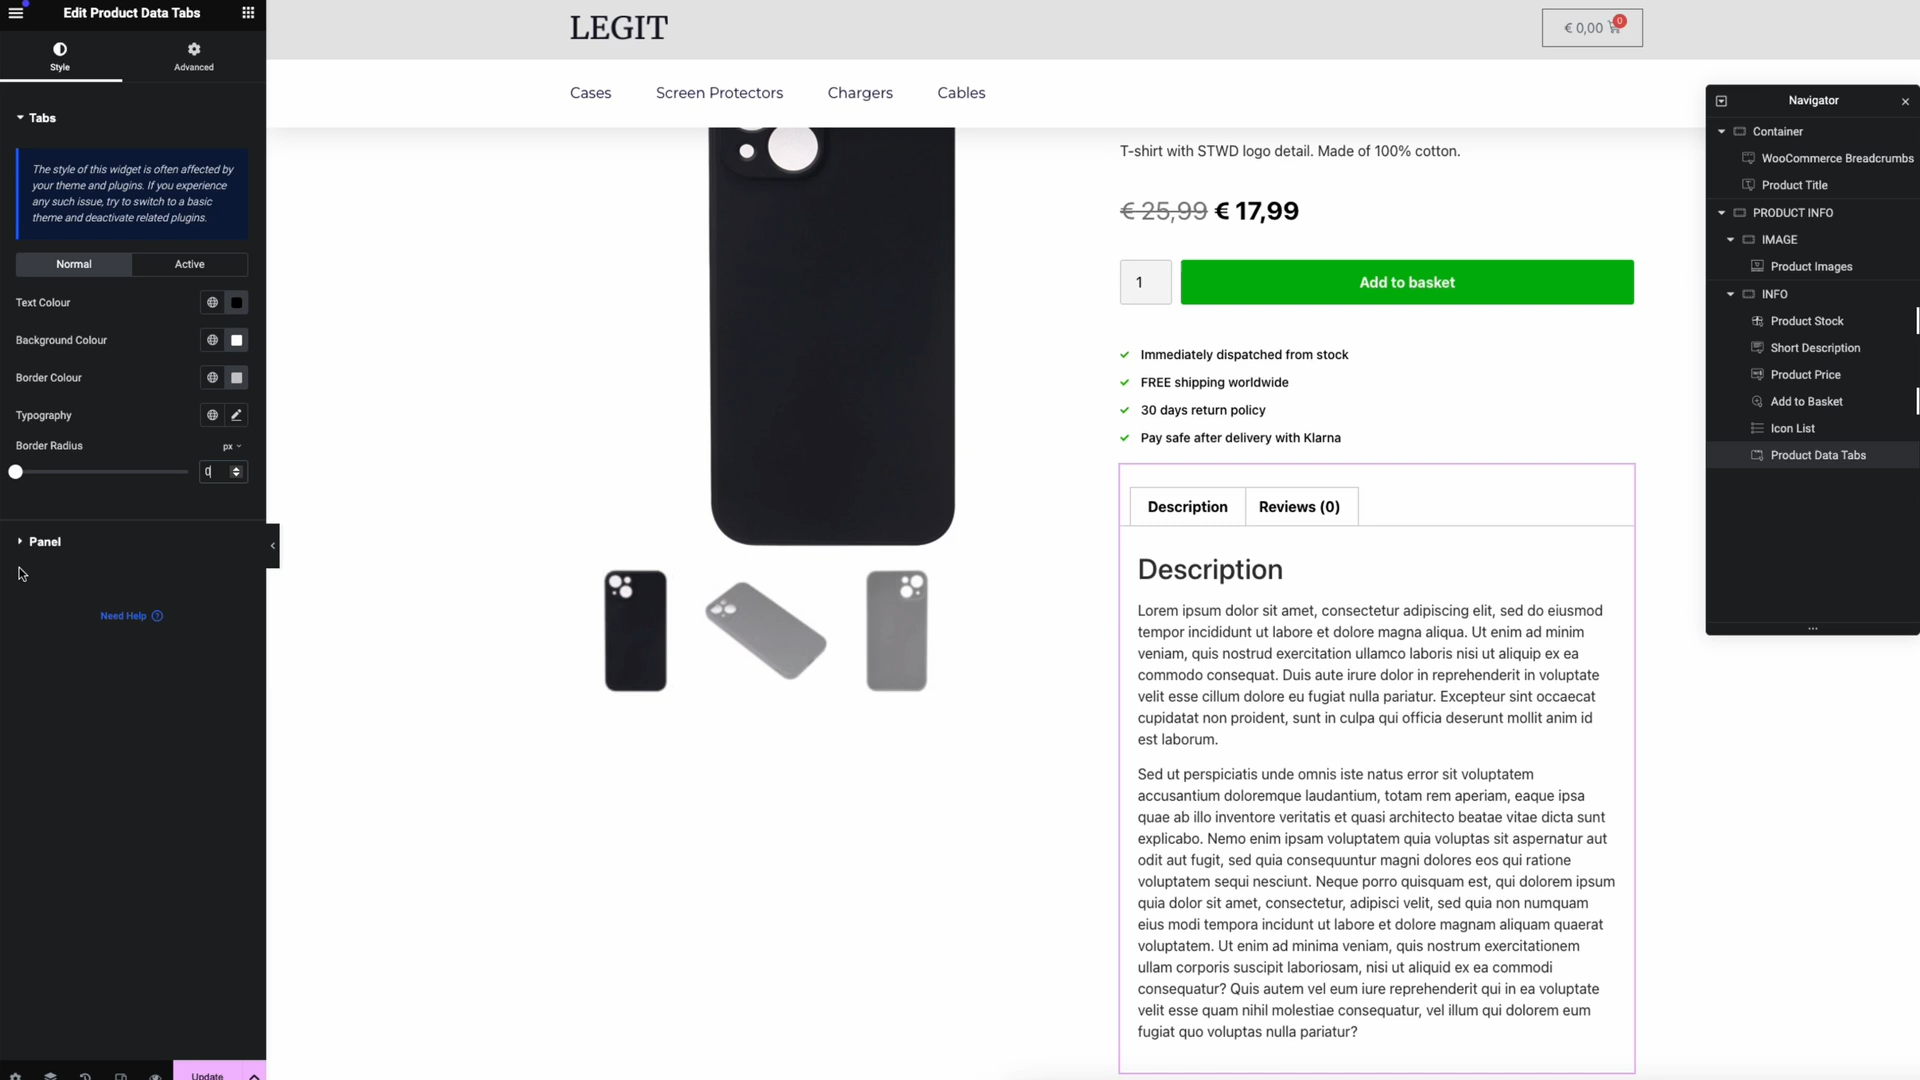 Edit Product Data Tabs
Style
Advanced
Tabs
The style of this widget is often affected by
your theme and plugins. If you experience
any such issue, try to switch to a basic
theme and deactivate related plugins.
Normal
Active
Text Colour
Background Colour
Border Colour
Typography
Border Radius
px
0
Panel
Need Help
Update
LEGIT
€ 0,00
0
Cases
Screen Protectors
Chargers
Cables
T-shirt with STWD logo detail. Made of 100% cotton.
€ 25,99 € 17,99
1
Add to basket
Immediately dispatched from stock
FREE shipping worldwide
30 days return policy
Pay safe after delivery with Klarna
Description
Reviews (0)
Description
Lorem ipsum dolor sit amet, consectetur adipiscing elit, sed do eiusmod
tempor incididunt ut labore et dolore magna aliqua. Ut enim ad minim
veniam, quis nostrud exercitation ullamco laboris nisi ut aliquip ex ea
commodo consequat. Duis aute irure dolor in reprehenderit in voluptate
velit esse cillum dolore eu fugiat nulla pariatur. Excepteur sint occaecat
cupidatat non proident, sunt in culpa qui officia deserunt mollit anim id
est laborum.
Sed ut perspiciatis unde omnis iste natus error sit voluptatem
accusantium doloremque laudantium, totam rem aperiam, eaque ipsa
quae ab illo inventore veritatis et quasi architecto beatae vitae dicta sunt
explicabo. Nemo enim ipsam voluptatem quia voluptas sit aspernatur aut
odit aut fugit, sed quia consequuntur magni dolores eos qui ratione
voluptatem sequi nesciunt. Neque porro quisquam est, qui dolorem ipsum
quia dolor sit amet, consectetur, adipisci velit, sed quia non numquam
eius modi tempora incidunt ut labore et dolore magnam aliquam quaerat
voluptatem. Ut enim ad minima veniam, quis nostrum exercitationem
ullam corporis suscipit laboriosam, nisi ut aliquid ex ea commodi
consequatur? Quis autem vel eum iure reprehenderit qui in ea voluptate
velit esse quam nihil molestiae consequatur, vel illum qui dolorem eum
fugiat quo voluptas nulla pariatur?
Navigator
Container
WooCommerce Breadcrumbs
Product Title
PRODUCT INFO
IMAGE
Product Images
INFO
Product Stock
Short Description
Product Price
Add to Basket
Icon List
Product Data Tabs